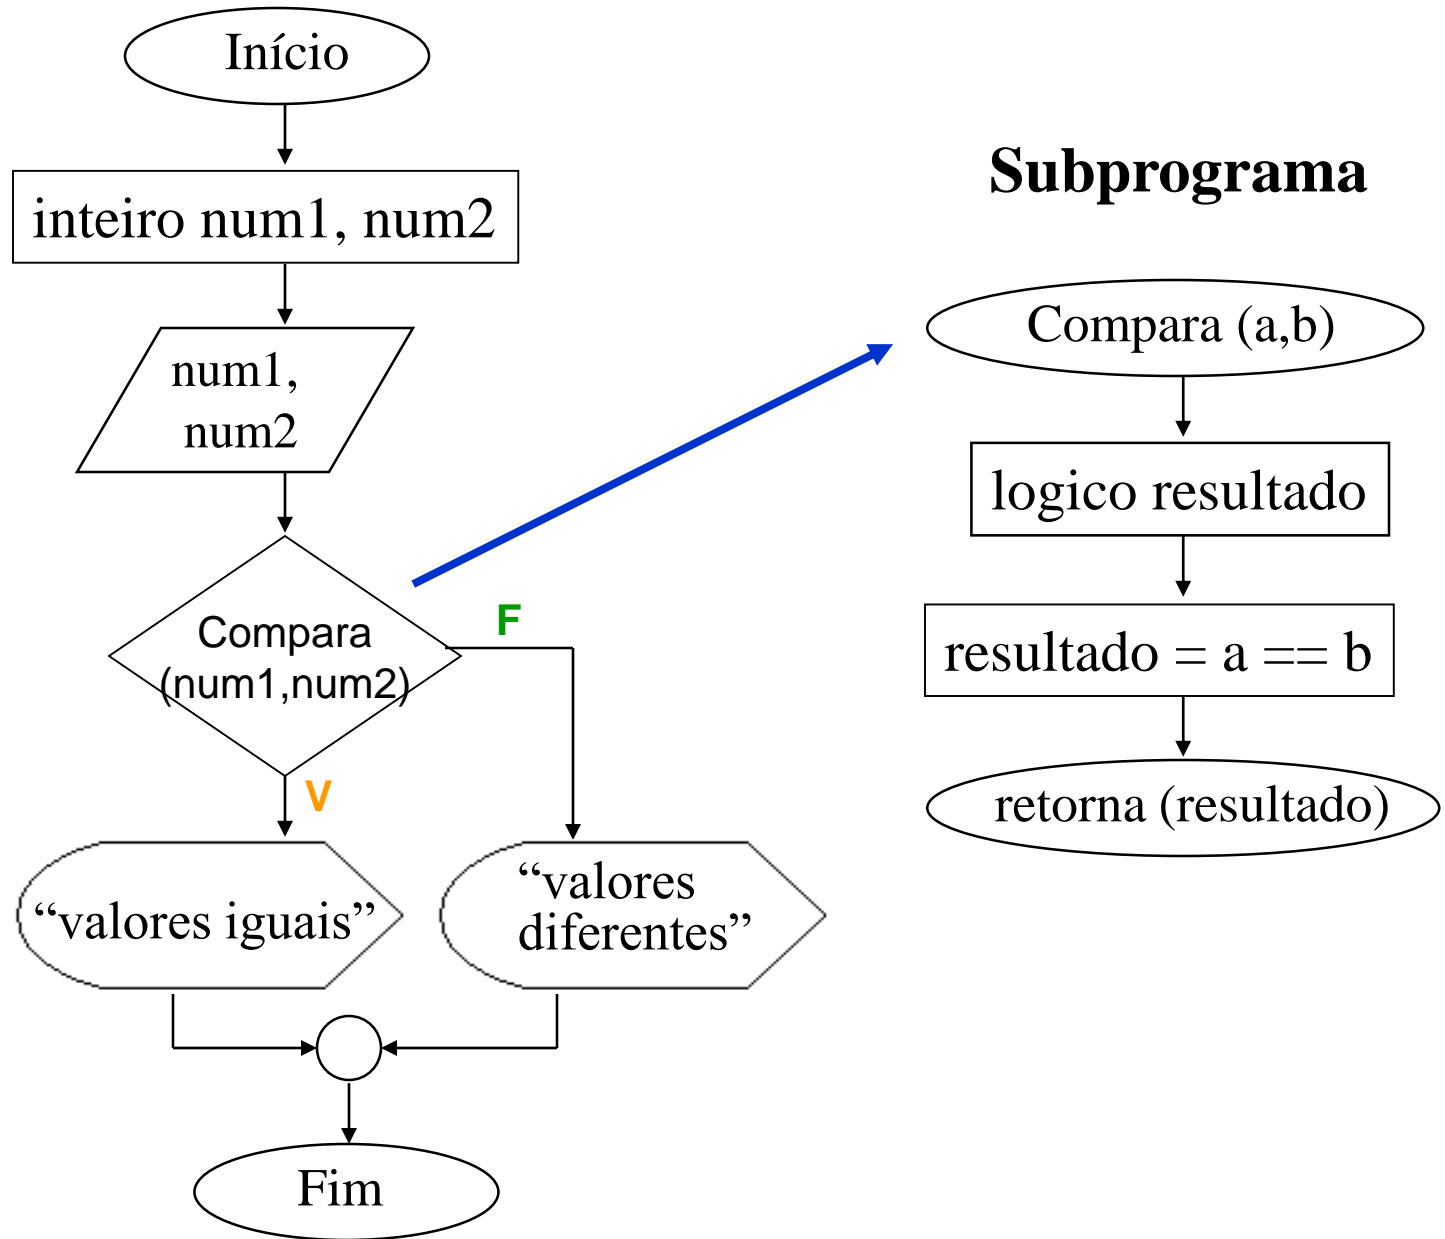 Início
inteiro num1, num2
num1,
num2
Compara
(num1,num2)
F
V
“valores iguais”
“valores
diferentes”
Fim
Subprograma
Compara (a,b)
logico resultado
resultado = a == b
retorna (resultado)